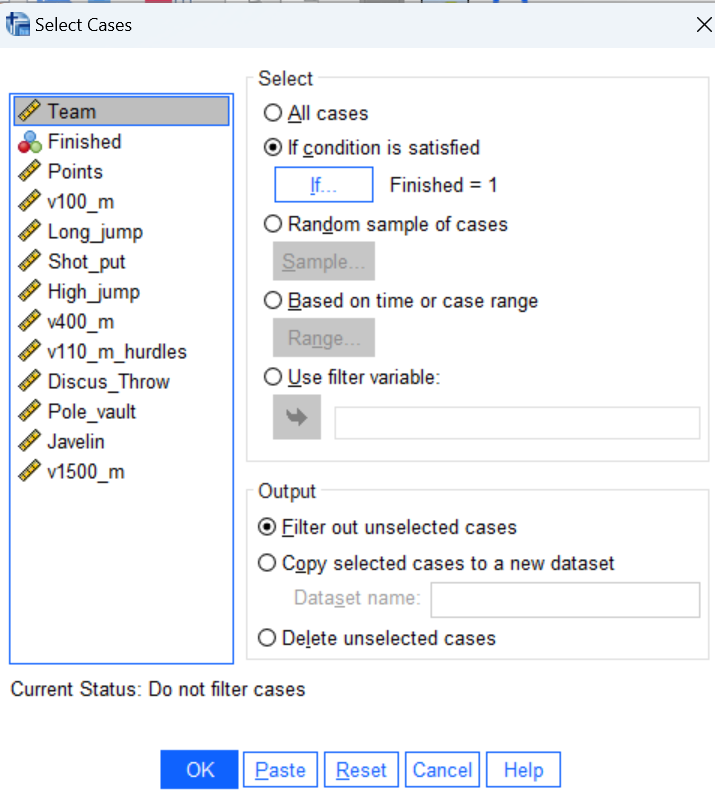 Select Cases
Team
Finished
Points
v100_m
Long_jump
Shot_put
High_jump
v400_m
v110_m_hurdles
Discus_Throw
Pole_vault
Javelin
v1500_m
Select
All cases
If condition is satisfied
If... Finished = 1
Random sample of cases
Sample...
Based on time or case range
Range...
Use filter variable:
Output
Filter out unselected cases
Copy selected cases to a new dataset
Dataset name:
Delete unselected cases
Current Status: Do not filter cases
OK Paste Reset Cancel Help